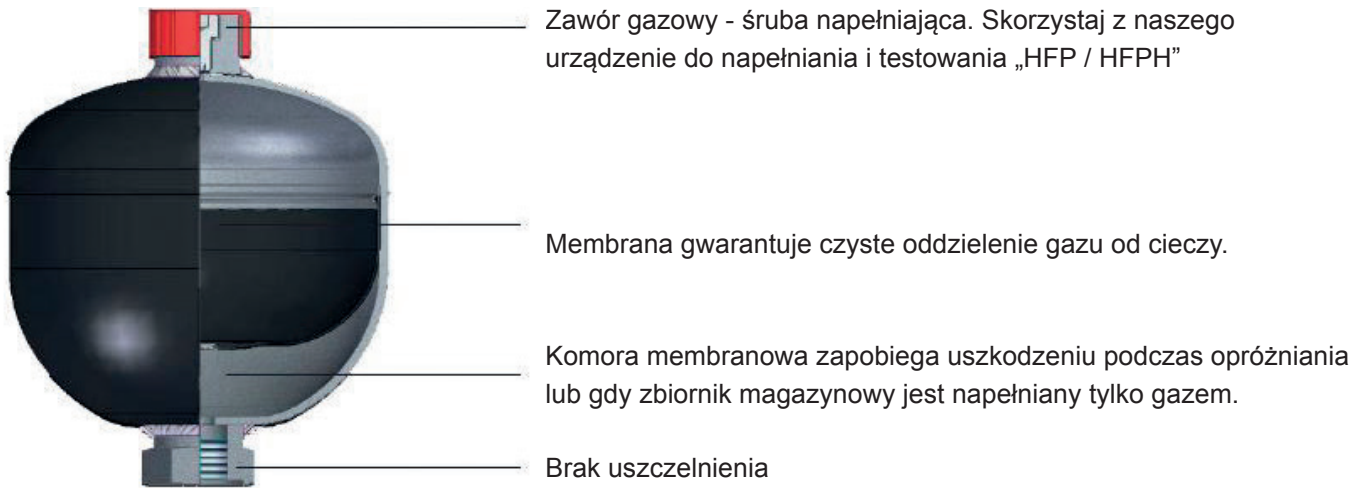 Zawór gazowy - śruba napełniająca. Skorzystaj z naszego
urządzenie do napełniania i testowania „HFP / HFPH”
Membrana gwarantuje czyste oddzielenie gazu od cieczy.
Komora membranowa zapobiega uszkodzeniu podczas opróżniania
lub gdy zbiornik magazynowy jest napełniany tylko gazem.
Brak uszczelnienia